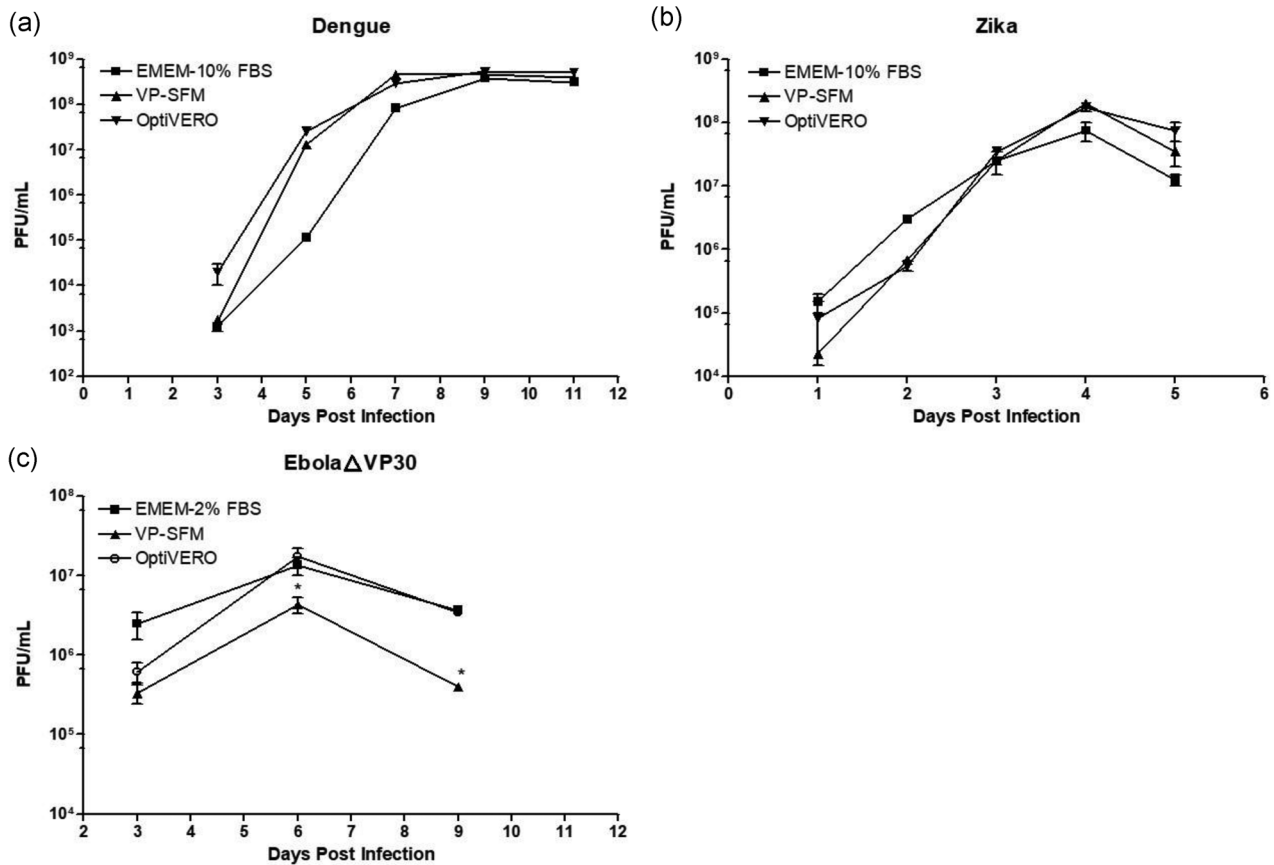 (a)
Dengue
10⁹
10⁸
10⁷
10⁶
10⁵
10⁴
10³
10²
PFU/mL
EMEM-10% FBS
VP-SFM
OptiVERO
0 1 2 3 4 5 6 7 8 9 10 11 12
Days Post Infection
(b)
Zika
10⁹
10⁸
10⁷
10⁶
10⁵
10⁴
PFU/mL
EMEM-10% FBS
VP-SFM
OptiVERO
0 1 2 3 4 5 6
Days Post Infection
(c)
Ebola△VP30
10⁸
10⁷
10⁶
10⁵
10⁴
PFU/mL
EMEM-2% FBS
VP-SFM
OptiVERO
*
*
2 3 4 5 6 7 8 9 10 11 12
Days Post Infection